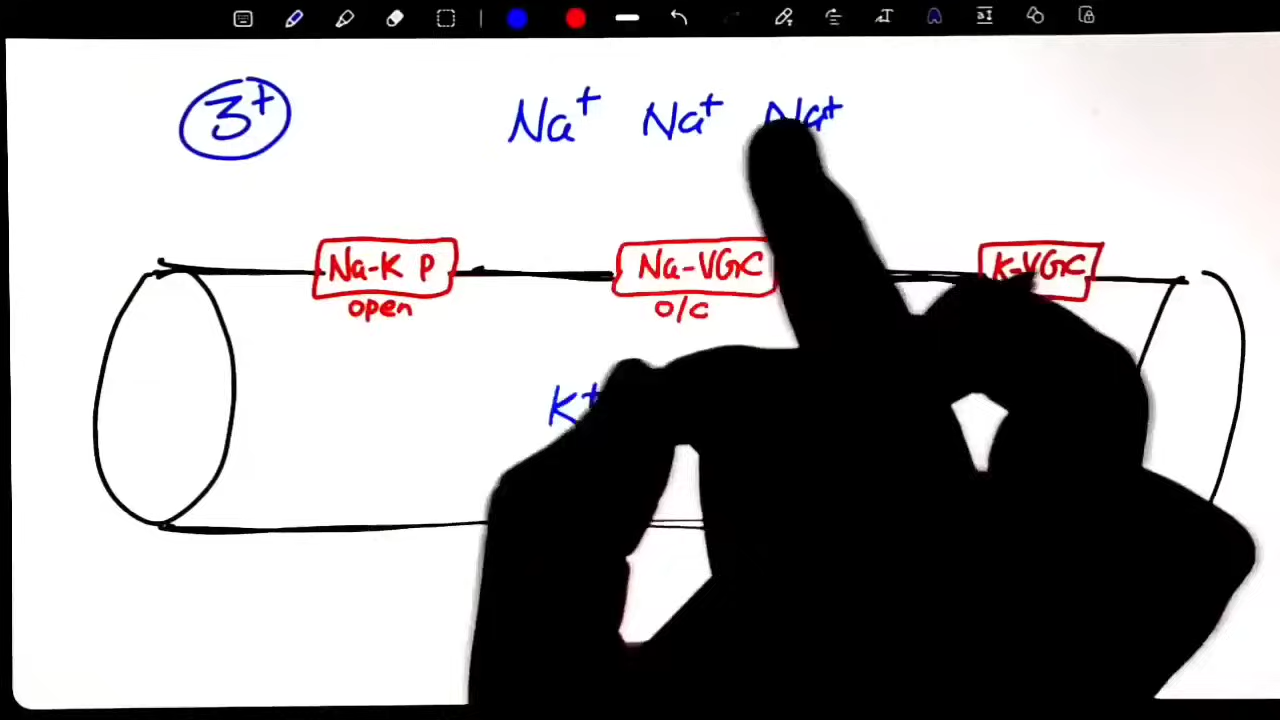 3+ Na+ Na+ Na+
Na-K P Na-VGC K-VGC
open O/C
K+